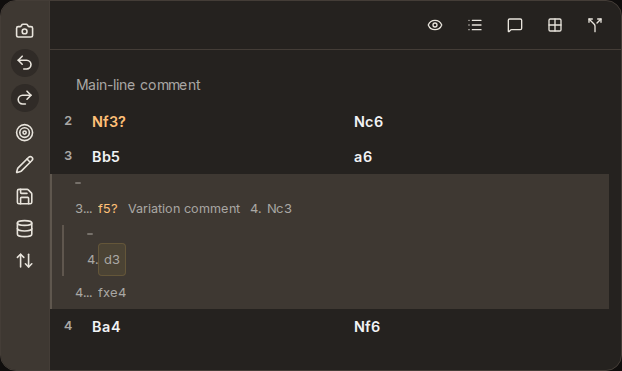 Main-line comment
2 Nf3? Nc6
3 Bb5 a6
–
3... f5? Variation comment 4. Nc3
–
4. d3
4... fxe4
4 Ba4 Nf6